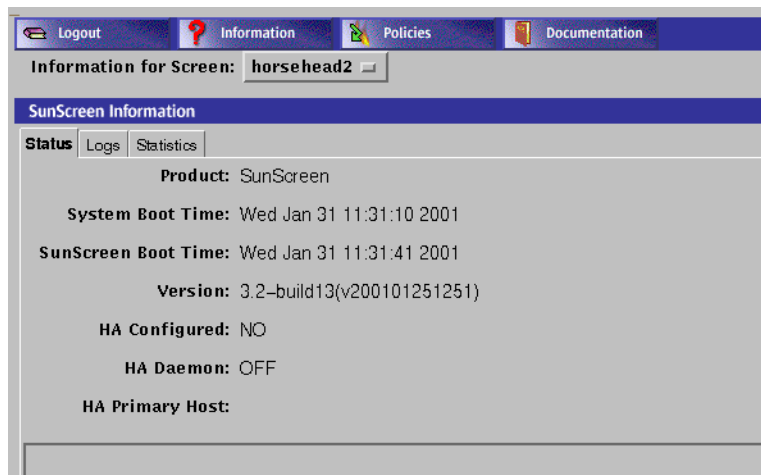 Logout Information Policies Documentation
Information for Screen: horsehead2
SunScreen Information
Status Logs Statistics
Product: SunScreen
System Boot Time: Wed Jan 31 11:31:10 2001
SunScreen Boot Time: Wed Jan 31 11:31:41 2001
Version: 3.2–build13(v200101251251)
HA Configured: NO
HA Daemon: OFF
HA Primary Host: